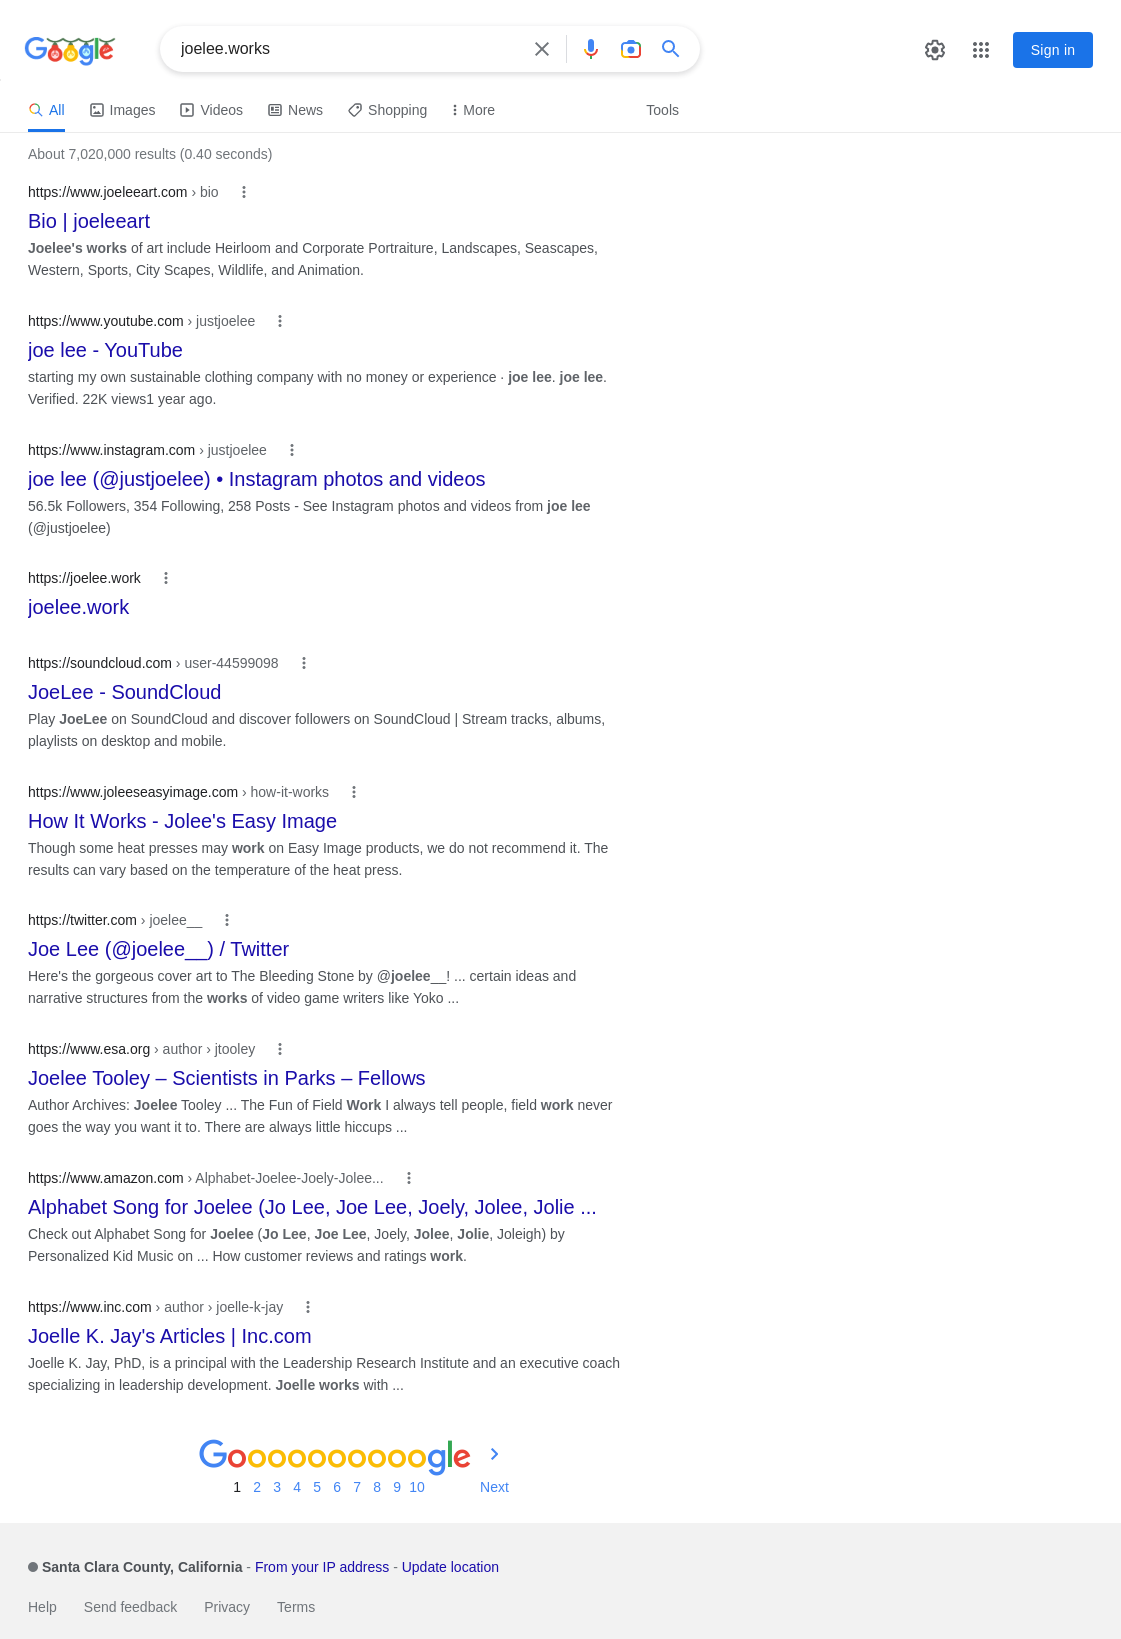 Google
joelee.works
Sign in
All Images Videos News Shopping More Tools
About 7,020,000 results (0.40 seconds)
https://www.joeleeart.com › bio
Bio | joeleeart
Joelee's works of art include Heirloom and Corporate Portraiture, Landscapes, Seascapes,
Western, Sports, City Scapes, Wildlife, and Animation.
https://www.youtube.com › justjoelee
joe lee - YouTube
starting my own sustainable clothing company with no money or experience · joe lee. joe lee.
Verified. 22K views1 year ago.
https://www.instagram.com › justjoelee
joe lee (@justjoelee) • Instagram photos and videos
56.5k Followers, 354 Following, 258 Posts - See Instagram photos and videos from joe lee
(@justjoelee)
https://joelee.work
joelee.work
https://soundcloud.com › user-44599098
JoeLee - SoundCloud
Play JoeLee on SoundCloud and discover followers on SoundCloud | Stream tracks, albums,
playlists on desktop and mobile.
https://www.joleeseasyimage.com › how-it-works
How It Works - Jolee's Easy Image
Though some heat presses may work on Easy Image products, we do not recommend it. The
results can vary based on the temperature of the heat press.
https://twitter.com › joelee__
Joe Lee (@joelee__) / Twitter
Here's the gorgeous cover art to The Bleeding Stone by @joelee__! ... certain ideas and
narrative structures from the works of video game writers like Yoko ...
https://www.esa.org › author › jtooley
Joelee Tooley – Scientists in Parks – Fellows
Author Archives: Joelee Tooley ... The Fun of Field Work I always tell people, field work never
goes the way you want it to. There are always little hiccups ...
https://www.amazon.com › Alphabet-Joelee-Joely-Jolee...
Alphabet Song for Joelee (Jo Lee, Joe Lee, Joely, Jolee, Jolie ...
Check out Alphabet Song for Joelee (Jo Lee, Joe Lee, Joely, Jolee, Jolie, Joleigh) by
Personalized Kid Music on ... How customer reviews and ratings work.
https://www.inc.com › author › joelle-k-jay
Joelle K. Jay's Articles | Inc.com
Joelle K. Jay, PhD, is a principal with the Leadership Research Institute and an executive coach
specializing in leadership development. Joelle works with ...
Goooooooooogle
1 2 3 4 5 6 7 8 9 10 Next
Santa Clara County, California - From your IP address - Update location
Help Send feedback Privacy Terms